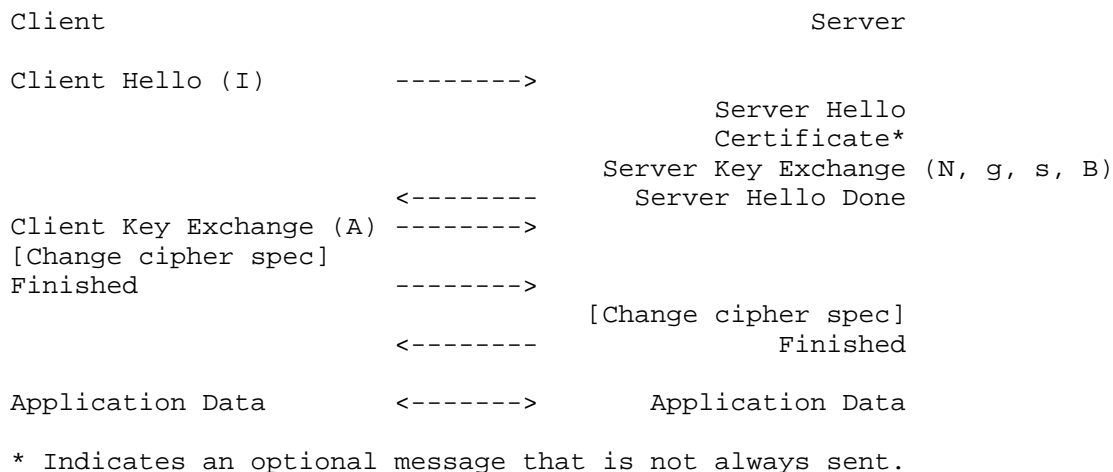 Client                                            Server

Client Hello (I)        -------->
                                            Server Hello
                                            Certificate*
                                     Server Key Exchange (N, g, s, B)
                        <--------      Server Hello Done
Client Key Exchange (A) -------->
[Change cipher spec]
Finished                -------->
                                    [Change cipher spec]
                        <--------               Finished

Application Data        <------->       Application Data

* Indicates an optional message that is not always sent.